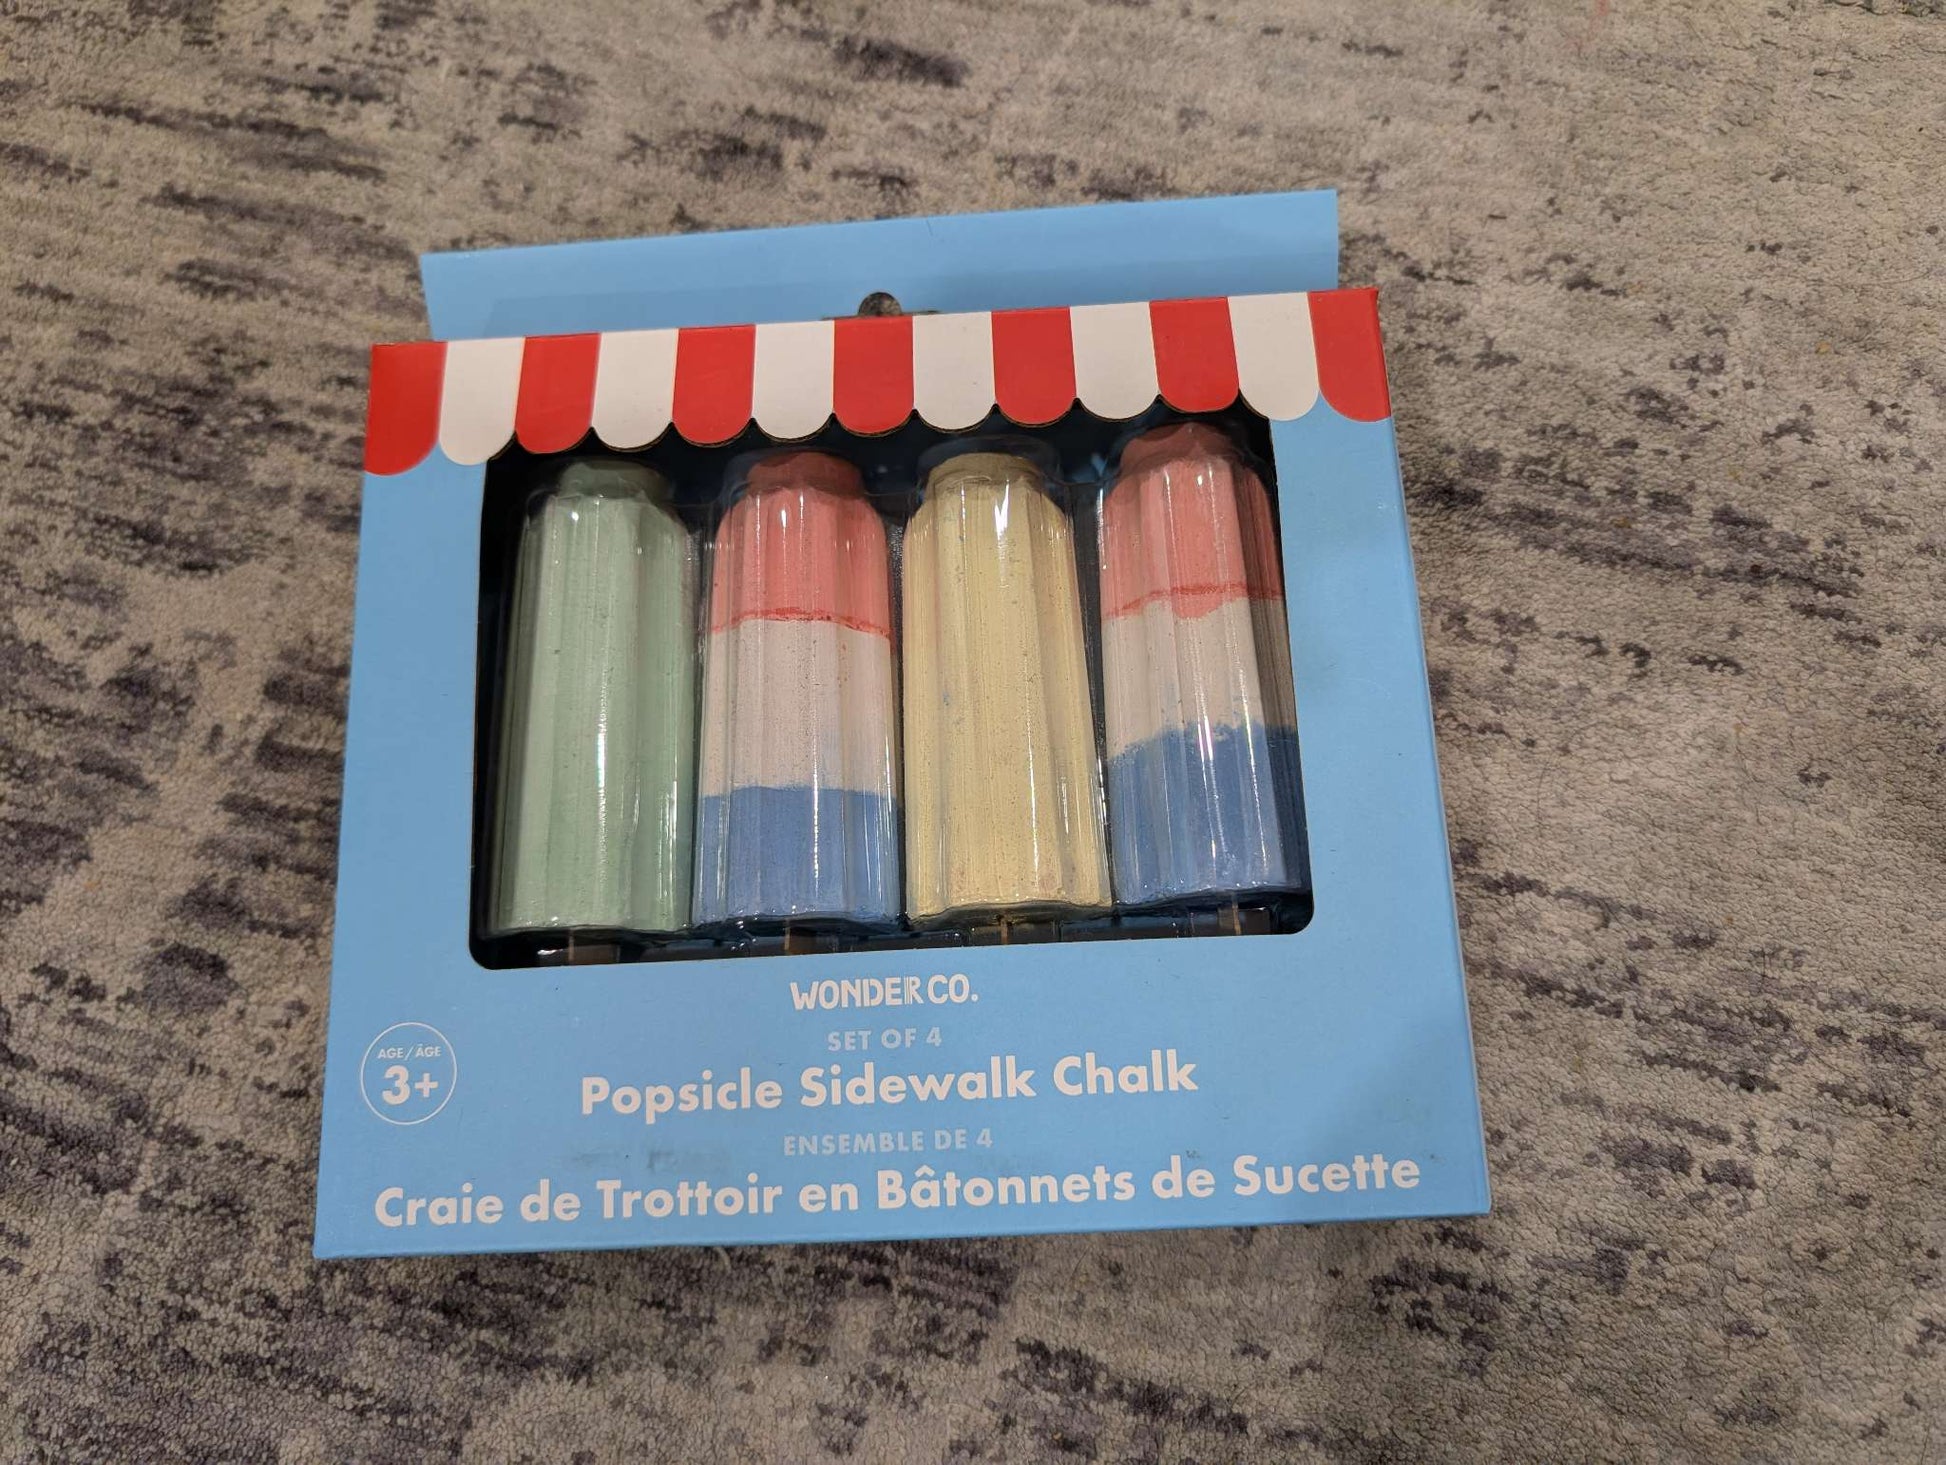 WONDER CO.
SET OF 4
Popsicle Sidewalk Chalk
AGE / ÂGE
3+
ENSEMBLE DE 4
Craie de Trottoir en Bâtonnets de Sucette